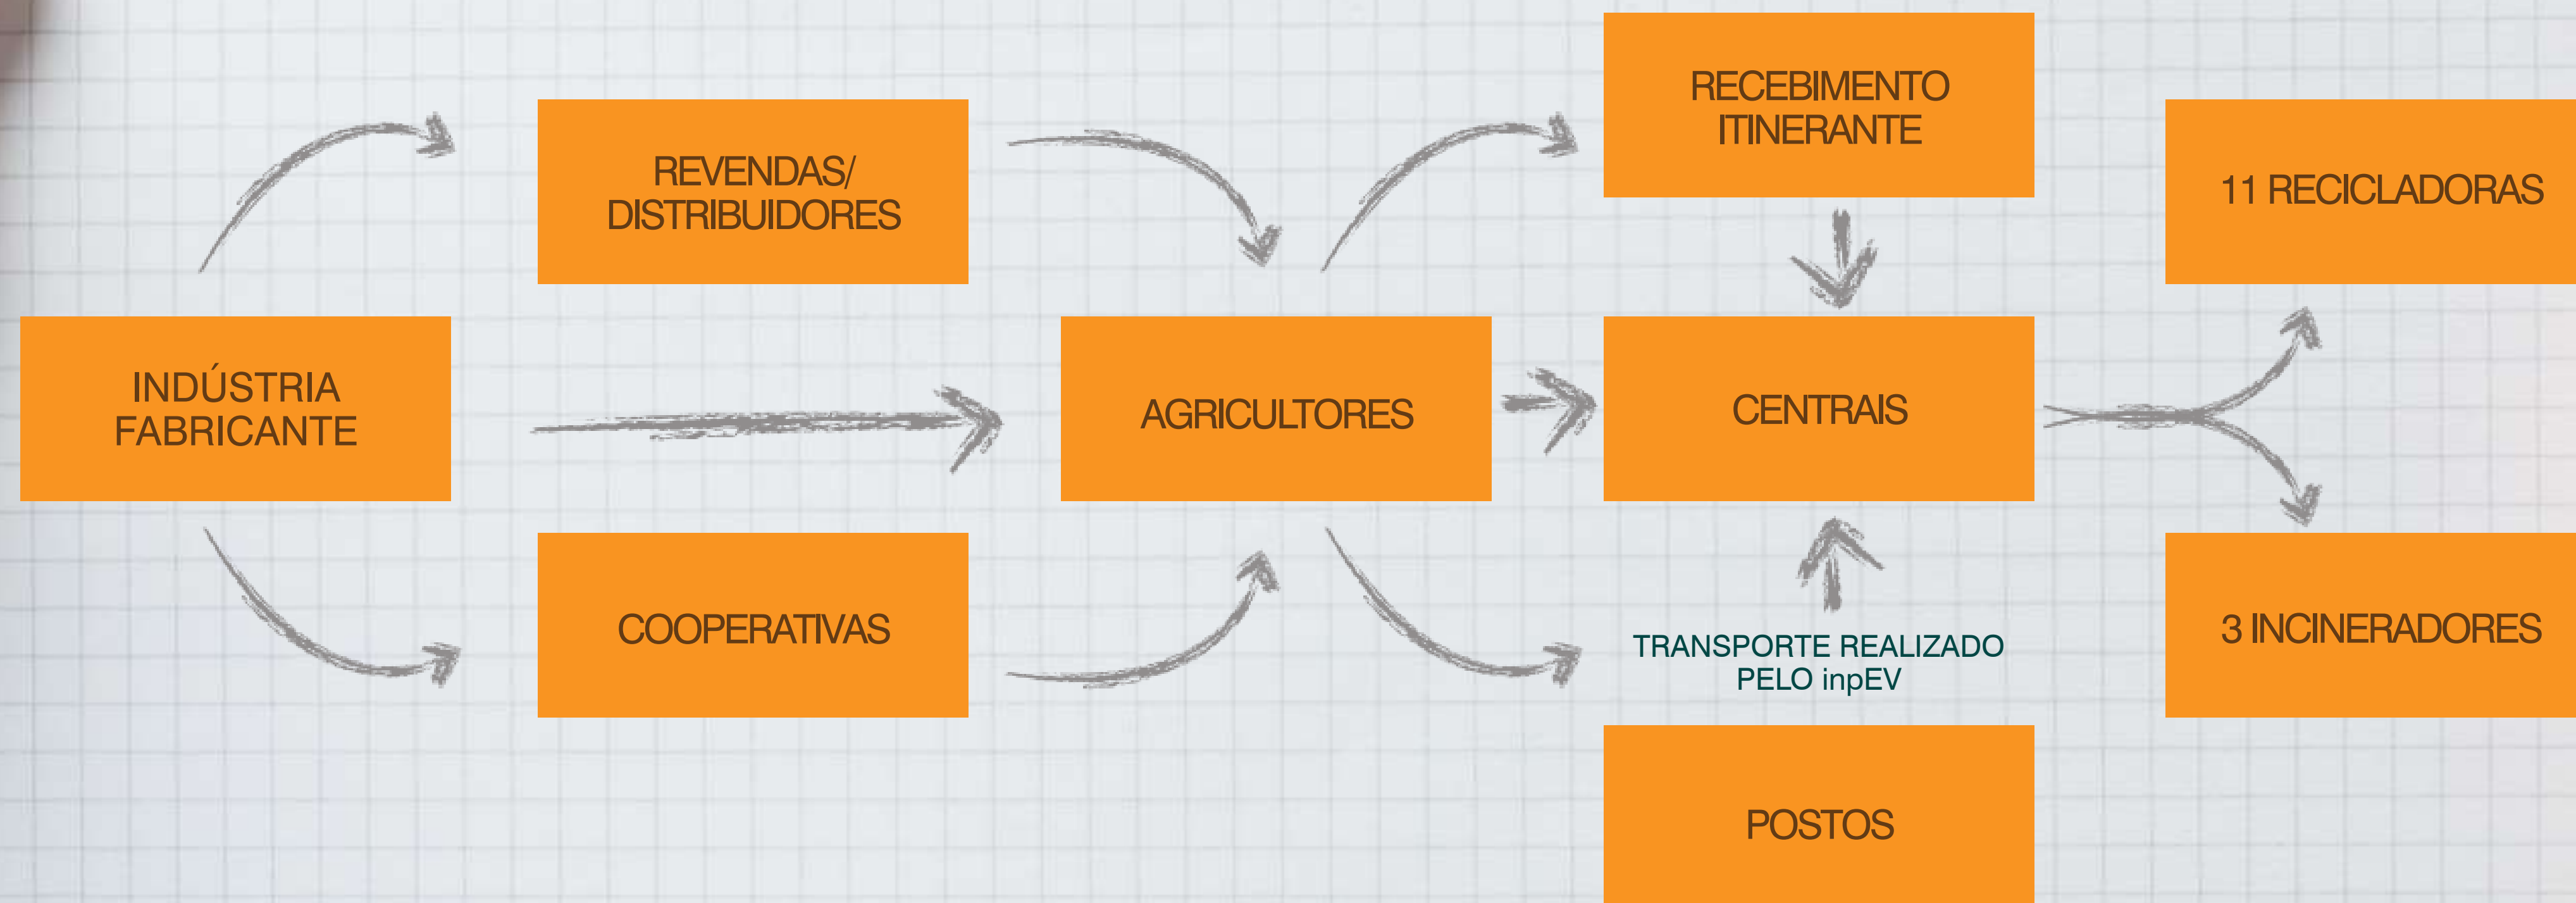 RECEBIMENTO
ITINERANTE
REVENDAS/
DISTRIBUIDORES
11 RECICLADORAS
INDÚSTRIA
FABRICANTE
AGRICULTORES
CENTRAIS
COOPERATIVAS
TRANSPORTE REALIZADO
PELO inpEV
3 INCINERADORES
POSTOS